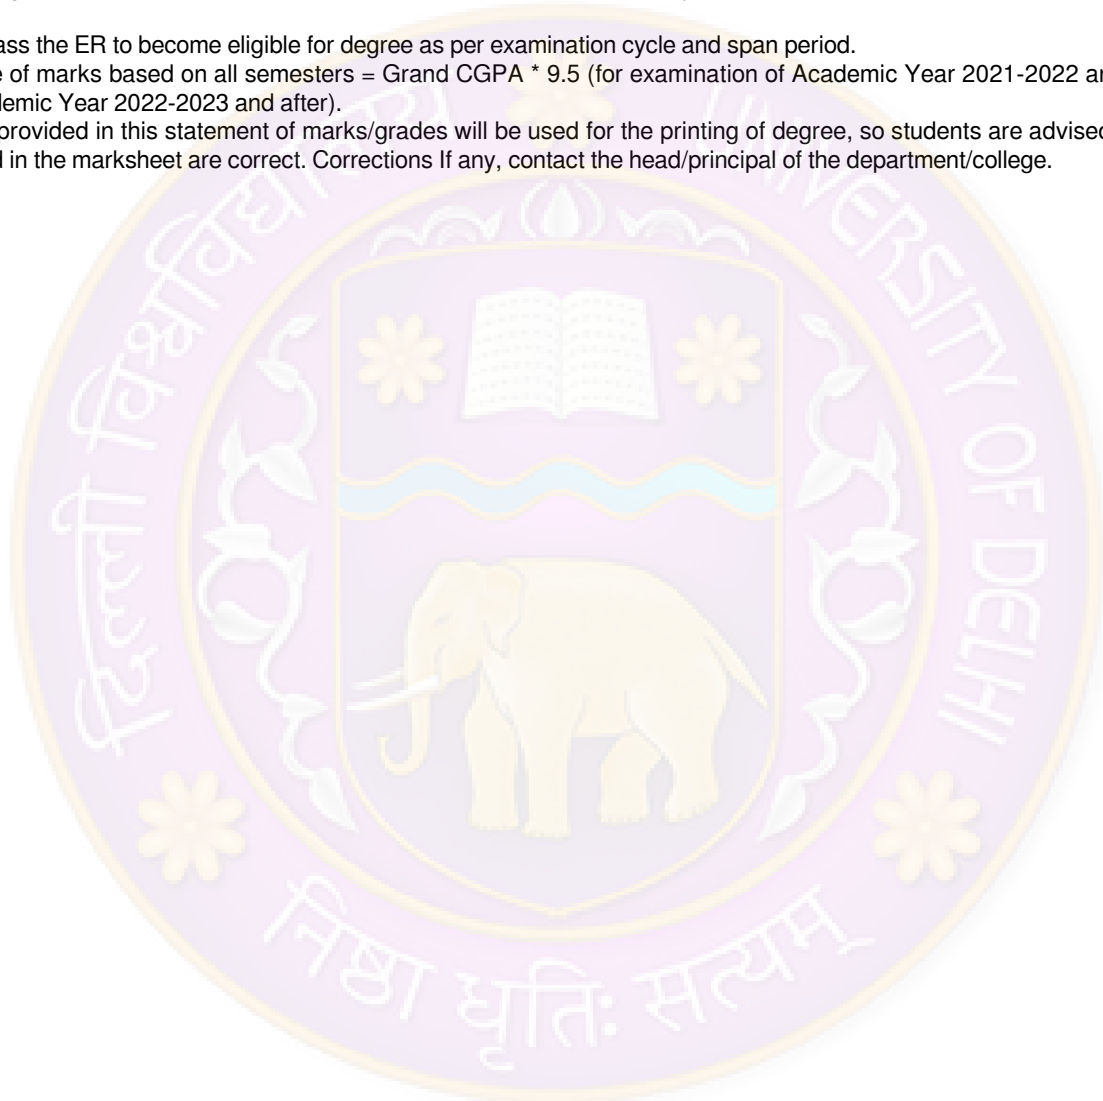 ass the ER to become eligible for degree as per examination cycle and span period.
e of marks based on all semesters = Grand CGPA * 9.5 (for examination of Academic Year 2021-2022 an
demic Year 2022-2023 and after).
provided in this statement of marks/grades will be used for the printing of degree, so students are advised
d in the marksheet are correct. Corrections If any, contact the head/principal of the department/college.
दिल्ली विश्वविद्यालय
UNIVERSITY OF DELHI
निष्ठा धृतिः सत्यम्